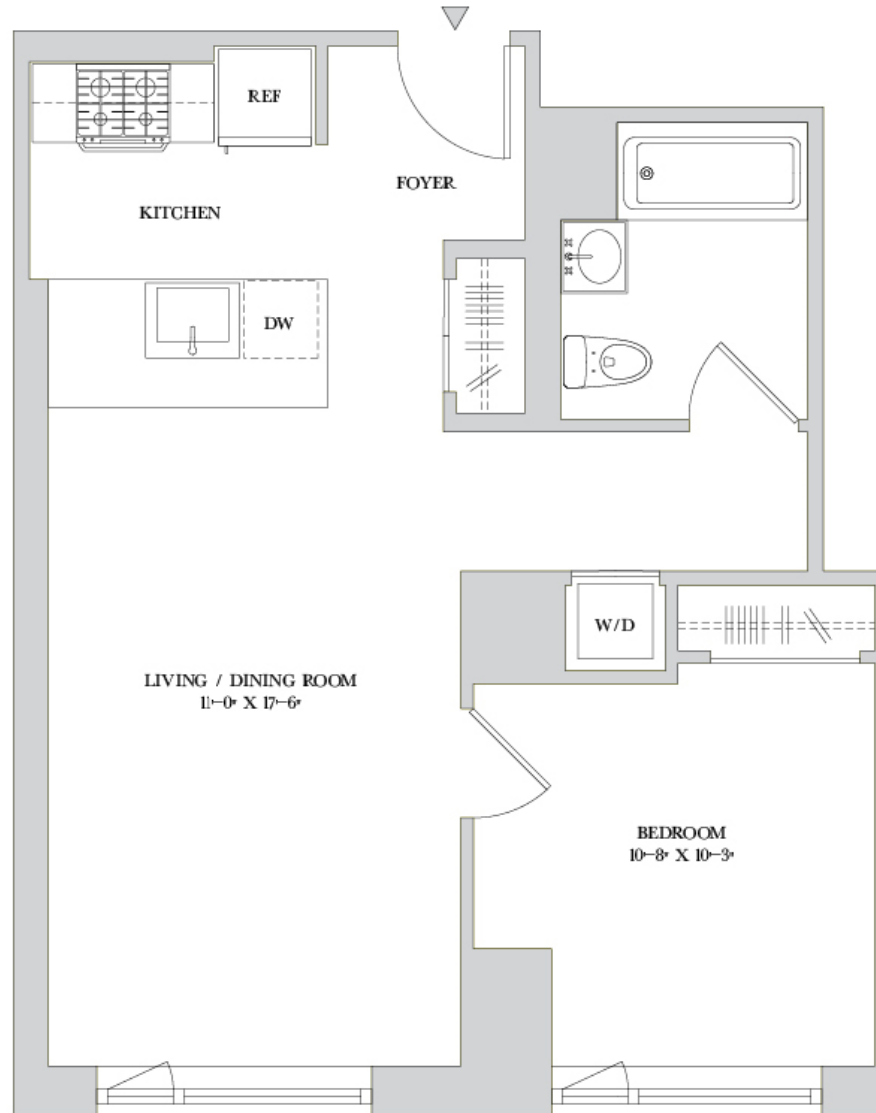 REF
FOYER
KITCHEN
DW
W/D
LIVING / DINING ROOM
11'-0" X 17'-6"
BEDROOM
10'-8" X 10'-3"